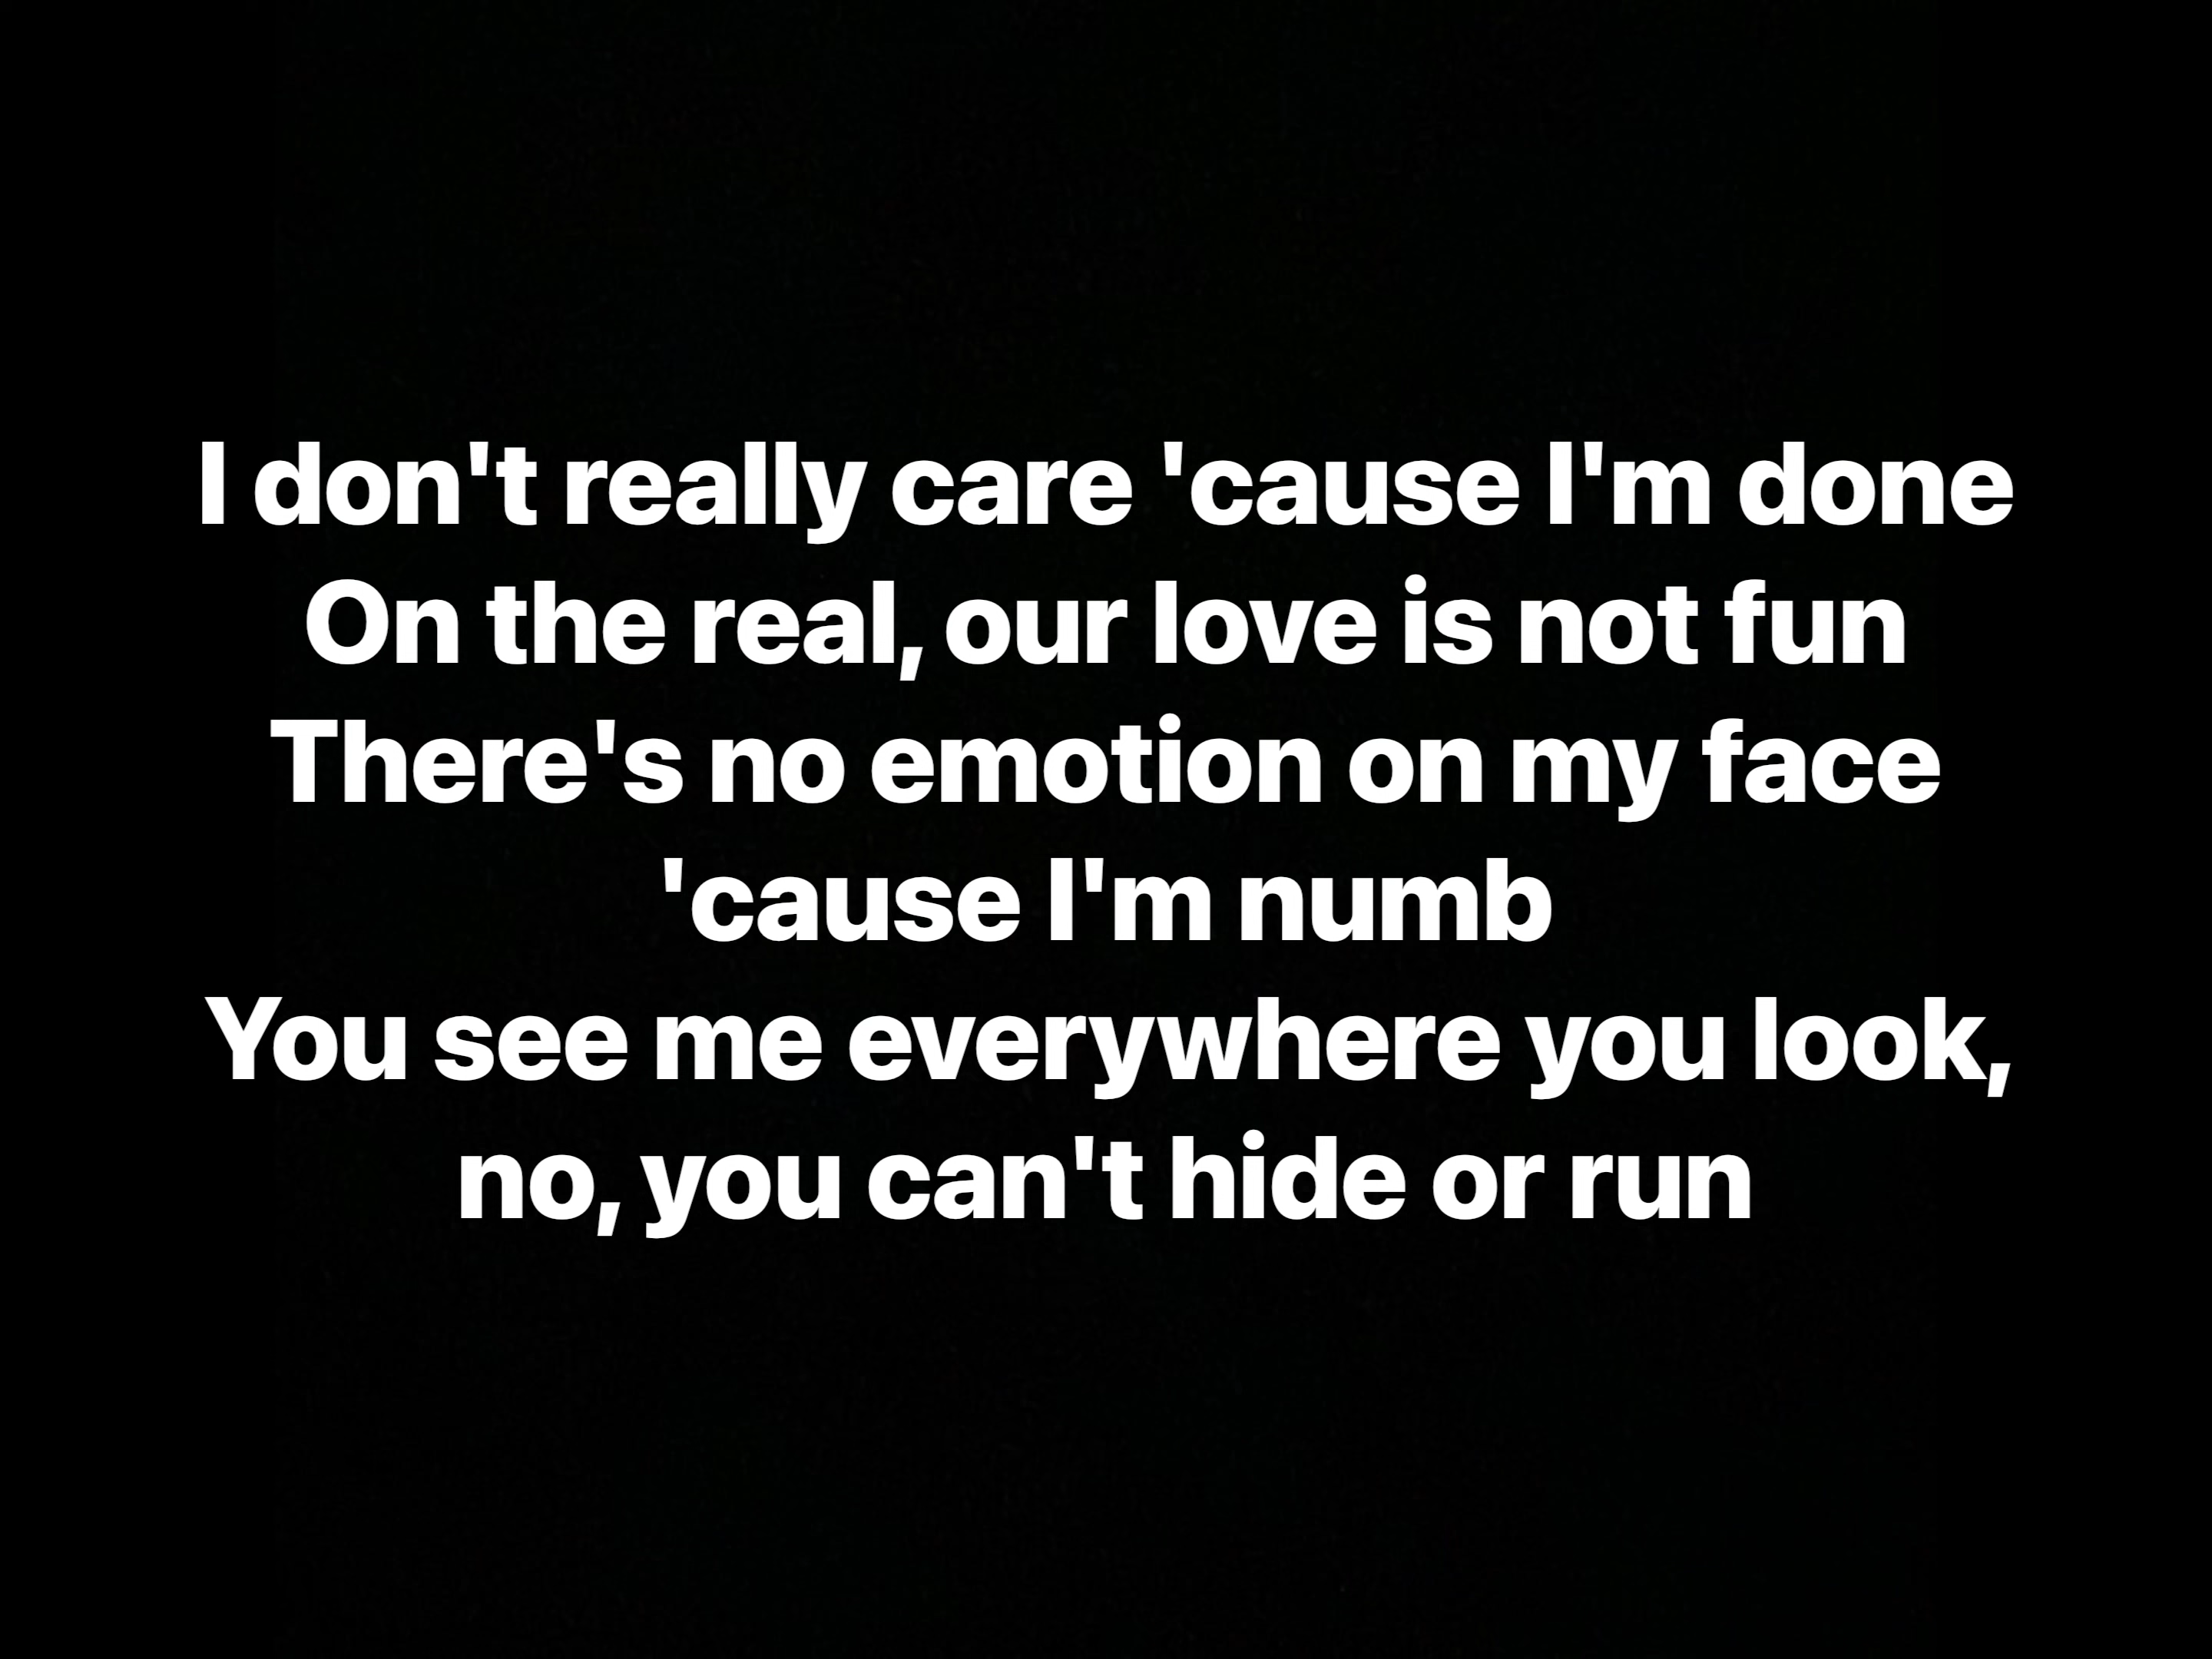 I don't really care 'cause I'm done
On the real, our love is not fun
There's no emotion on my face
'cause I'm numb
You see me everywhere you look,
no, you can't hide or run